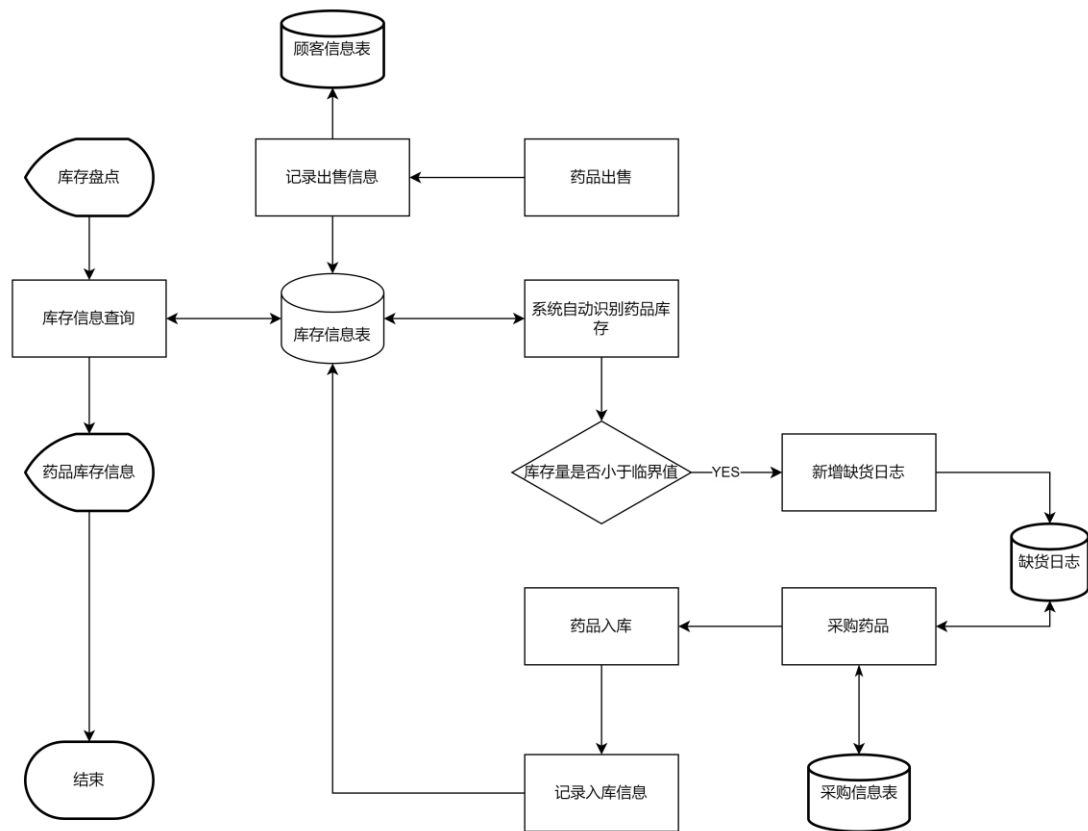 顾客信息表
库存盘点
记录出售信息
药品出售
库存信息查询
库存信息表
系统自动识别药品库
存
药品库存信息
库存量是否小于临界值
YES
新增缺货日志
缺货日志
药品入库
采购药品
结束
记录入库信息
采购信息表